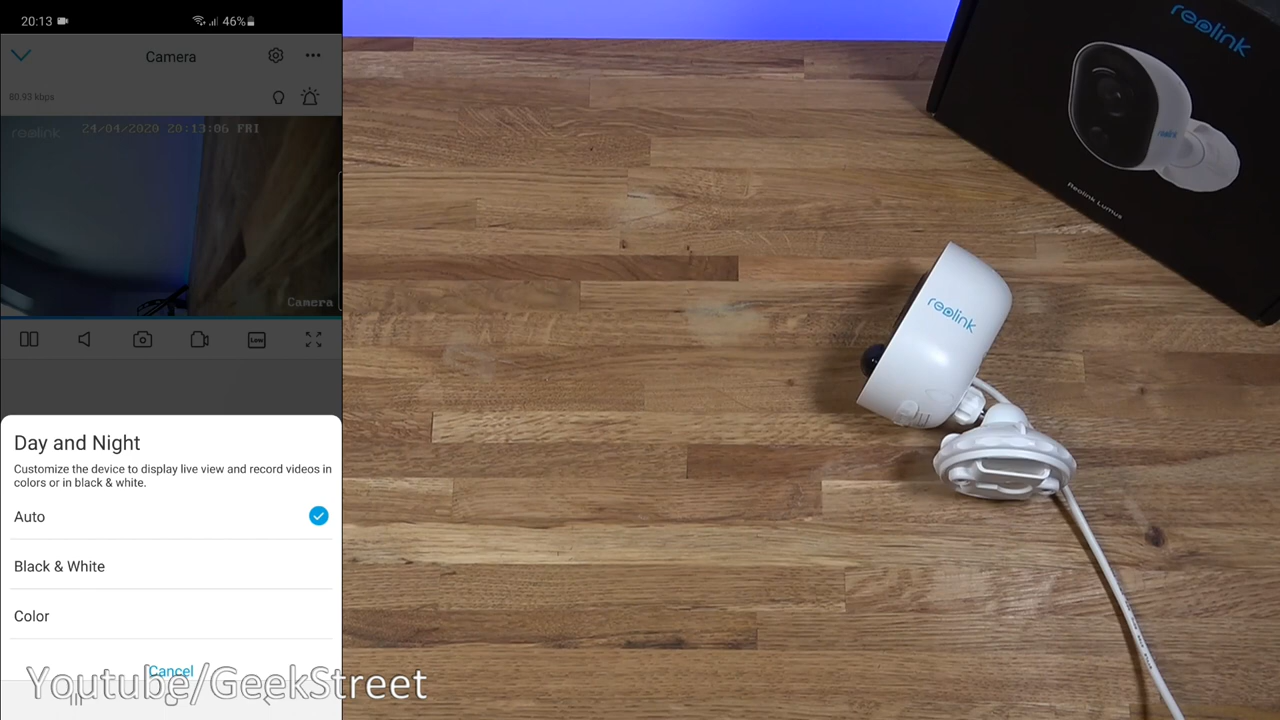 20:13
46%
Camera
80.93 kbps
reolink
24/04/2020 20:13:06 FRI
Camera
Low
Day and Night
Customize the device to display live view and record videos in
colors or in black & white.
Auto
Black & White
Color
Cancel
Youtube/GeekStreet
reolink
reolink
Reolink Lumus
reolink